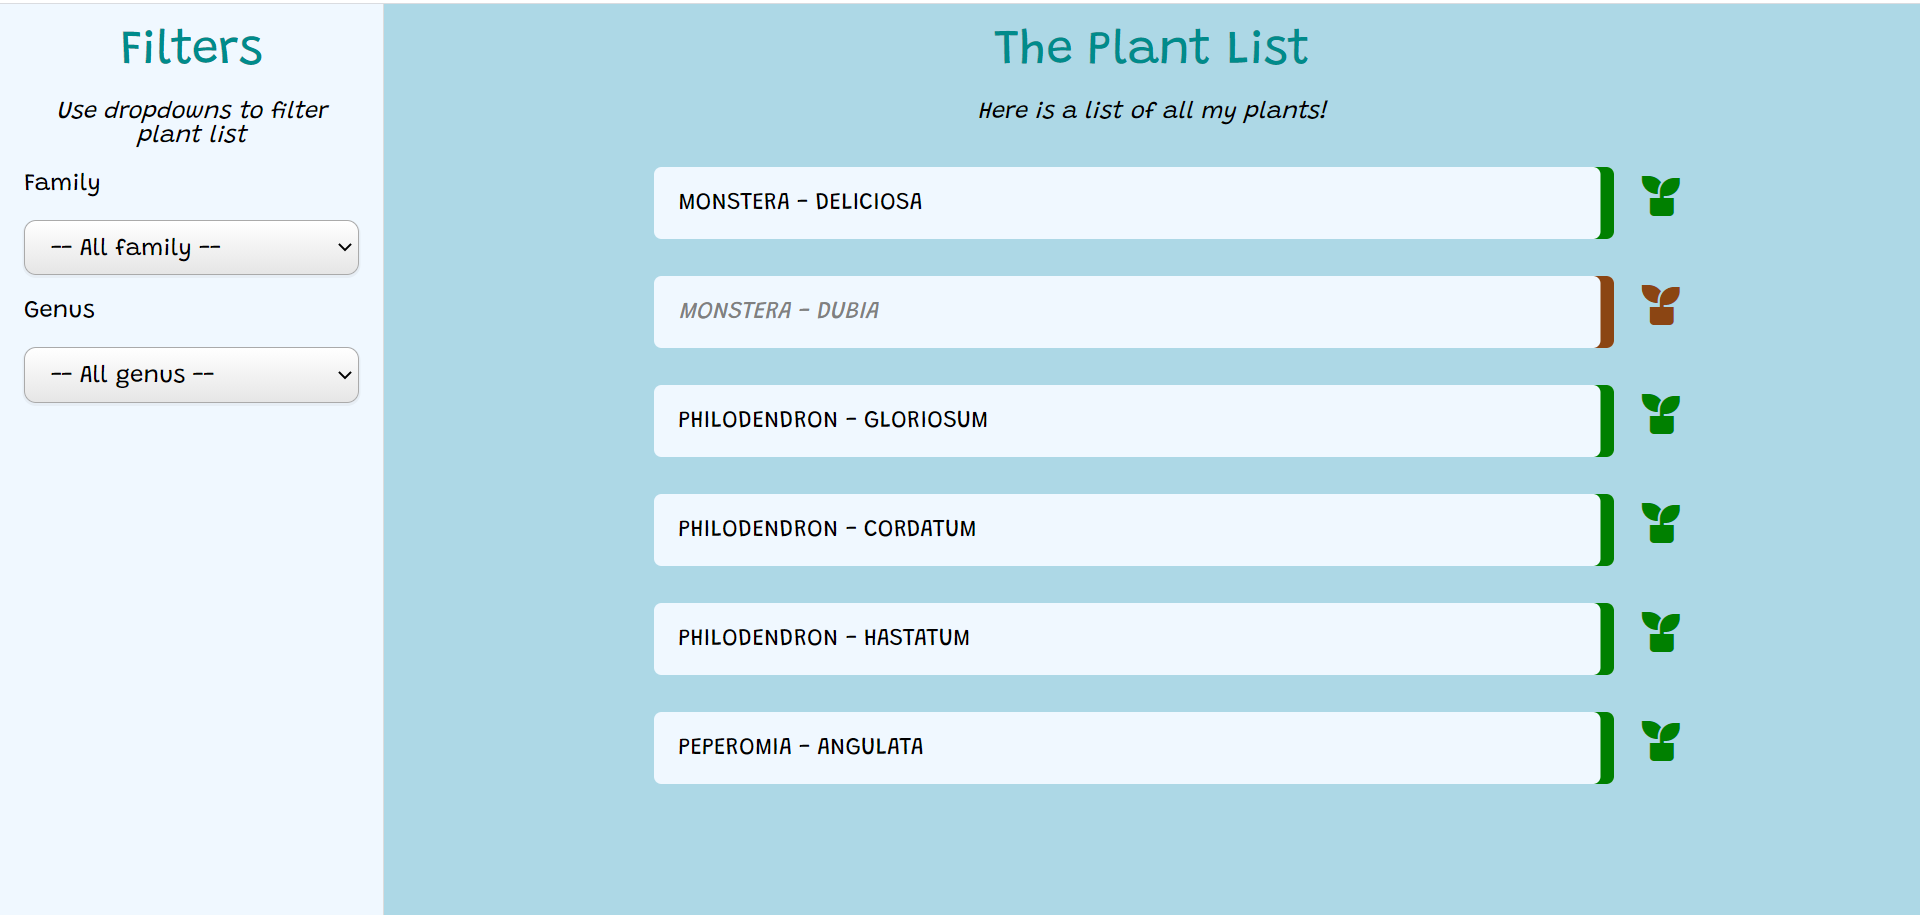 Filters
Use dropdowns to filter
plant list
Family
-- All family --
Genus
-- All genus --
The Plant List
Here is a list of all my plants!
MONSTERA - DELICIOSA
MONSTERA - DUBIA
PHILODENDRON - GLORIOSUM
PHILODENDRON - CORDATUM
PHILODENDRON - HASTATUM
PEPEROMIA - ANGULATA